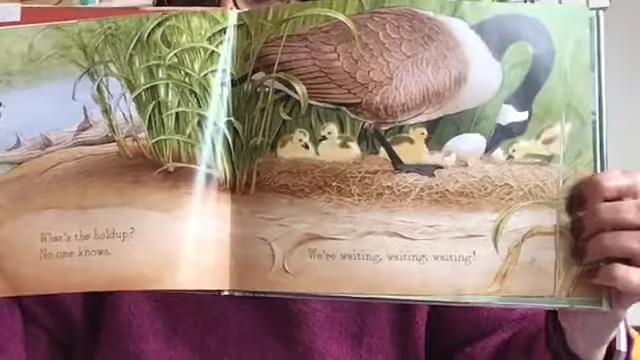 What's the holdup?
No one knows.
We're waiting, waiting, waiting!